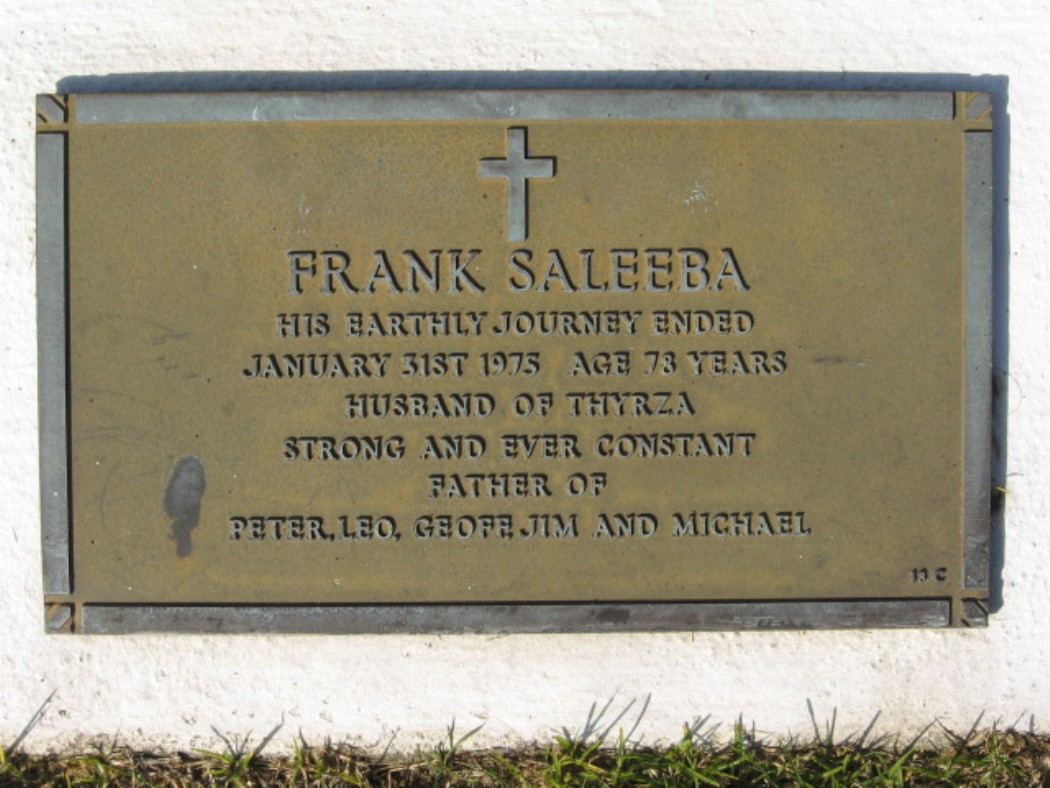 FRANK SALEEBA
HIS EARTHLY JOURNEY ENDED
JANUARY 31ST 1975 AGE 78 YEARS
HUSBAND OF THYRZA
STRONG AND EVER CONSTANT
FATHER OF
PETER, LEO, GEOFF, JIM AND MICHAEL
13 C